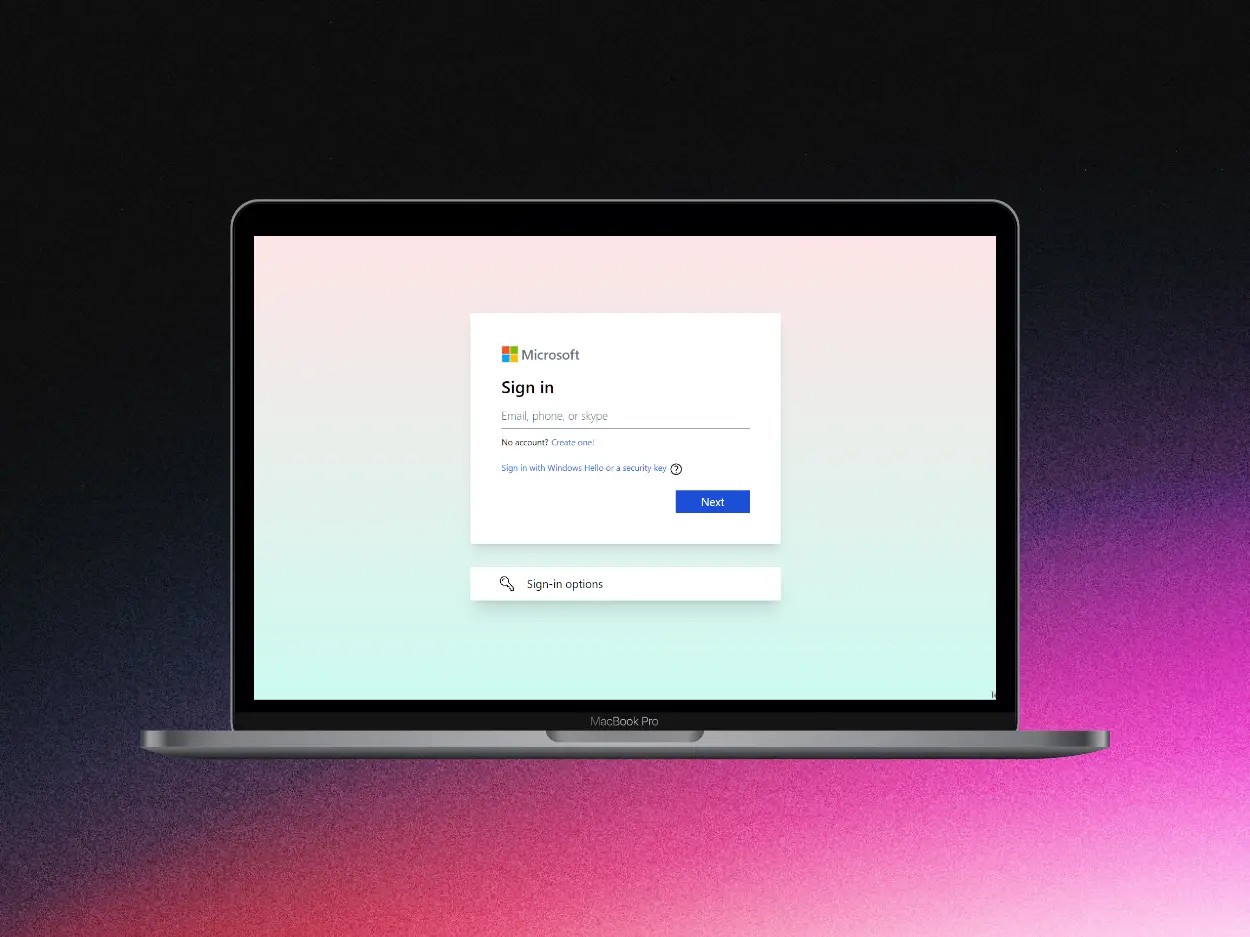 Microsoft
Sign in
Email, phone, or skype
No account? Create one!
Sign in with Windows Hello or a security key
Next
Sign-in options
MacBook Pro